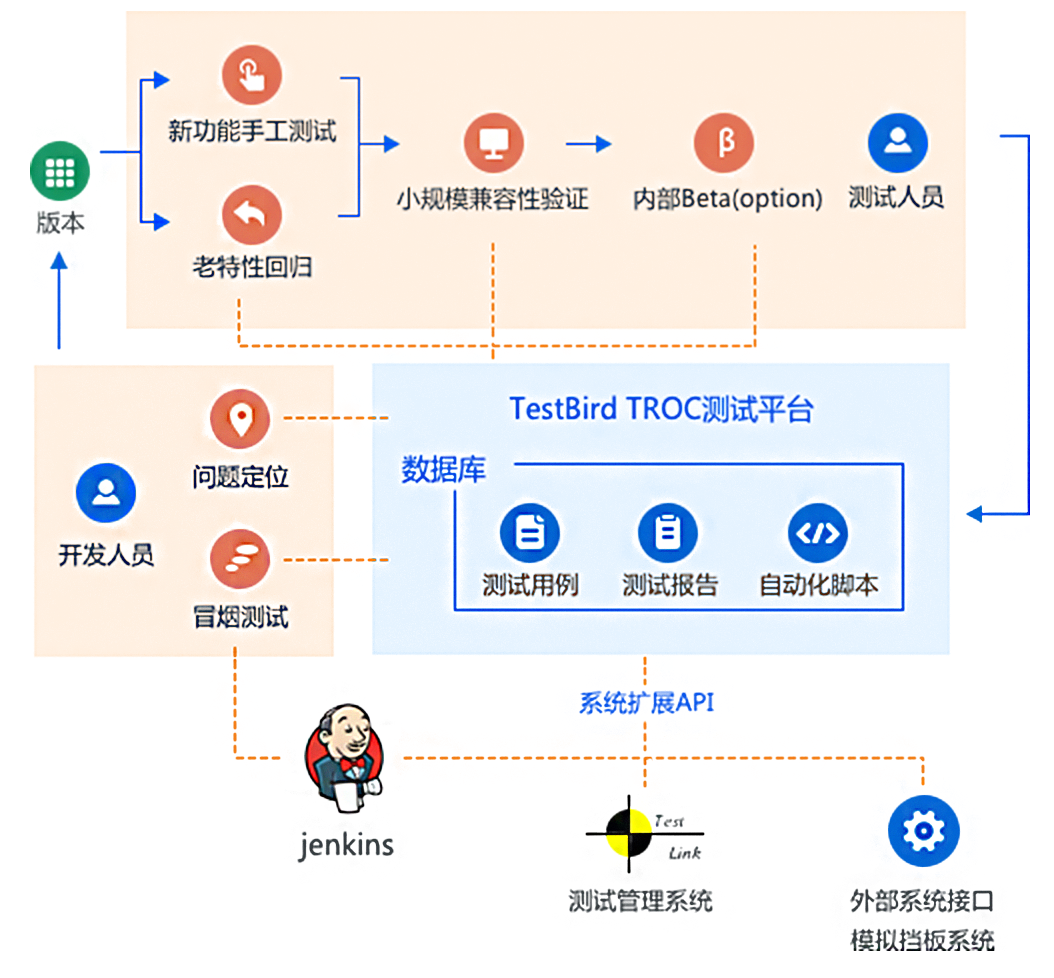 新功能手工测试
版本
β
小规模兼容性验证
内部Beta(option)
测试人员
老特性回归
TestBird TROC测试平台
问题定位
数据库
开发人员
测试用例
测试报告
自动化脚本
冒烟测试
系统扩展API
jenkins
Test
Link
测试管理系统
外部系统接口
模拟挡板系统